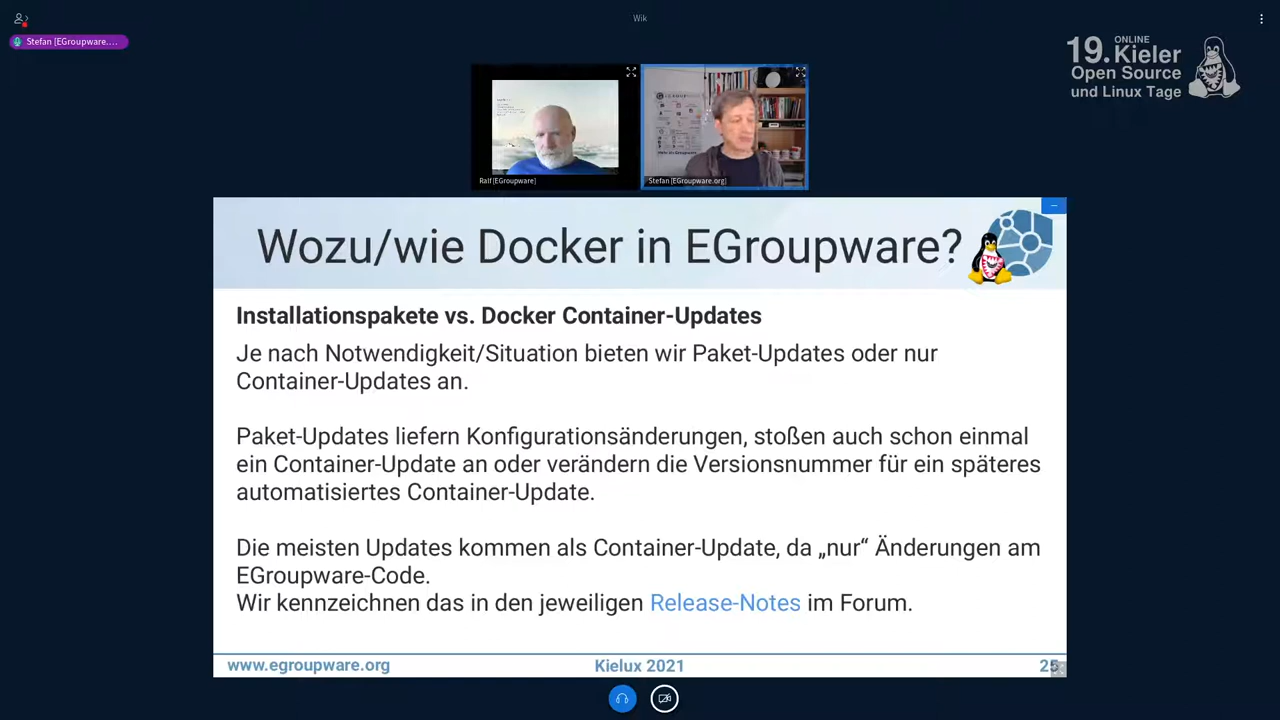 Wik
Stefan [EGroupware....
ONLINE
19. Kieler
Open Source
und Linux Tage
Ralf [EGroupware]
Stefan [EGroupware.org]
Wozu/wie Docker in EGroupware?
Installationspakete vs. Docker Container-Updates
Je nach Notwendigkeit/Situation bieten wir Paket-Updates oder nur
Container-Updates an.
Paket-Updates liefern Konfigurationsänderungen, stoßen auch schon einmal
ein Container-Update an oder verändern die Versionsnummer für ein späteres
automatisiertes Container-Update.
Die meisten Updates kommen als Container-Update, da „nur“ Änderungen am
EGroupware-Code.
Wir kennzeichnen das in den jeweiligen Release-Notes im Forum.
www.egroupware.org
Kielux 2021
25